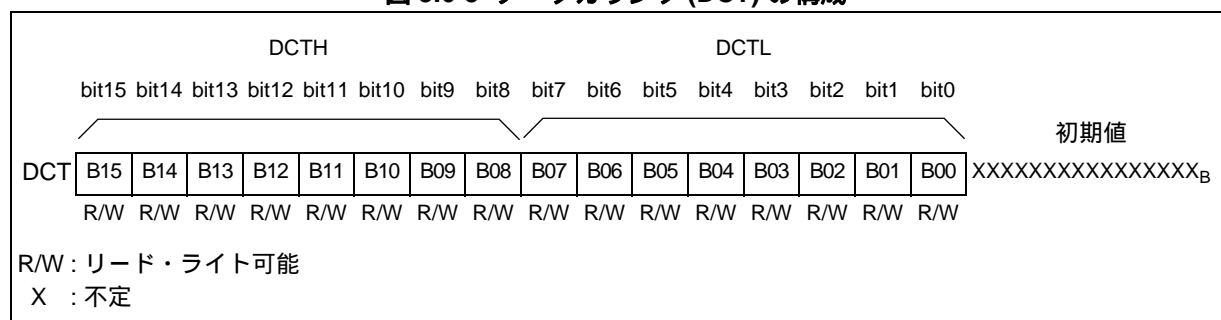 DCTH DCTL
bit15 bit14 bit13 bit12 bit11 bit10 bit9 bit8 bit7 bit6 bit5 bit4 bit3 bit2 bit1 bit0
初期値
DCT B15 B14 B13 B12 B11 B10 B09 B08 B07 B06 B05 B04 B03 B02 B01 B00 XXXXXXXXXXXXXXXXB
R/W R/W R/W R/W R/W R/W R/W R/W R/W R/W R/W R/W R/W R/W R/W R/W
R/W : リード・ライト可能
X : 不定